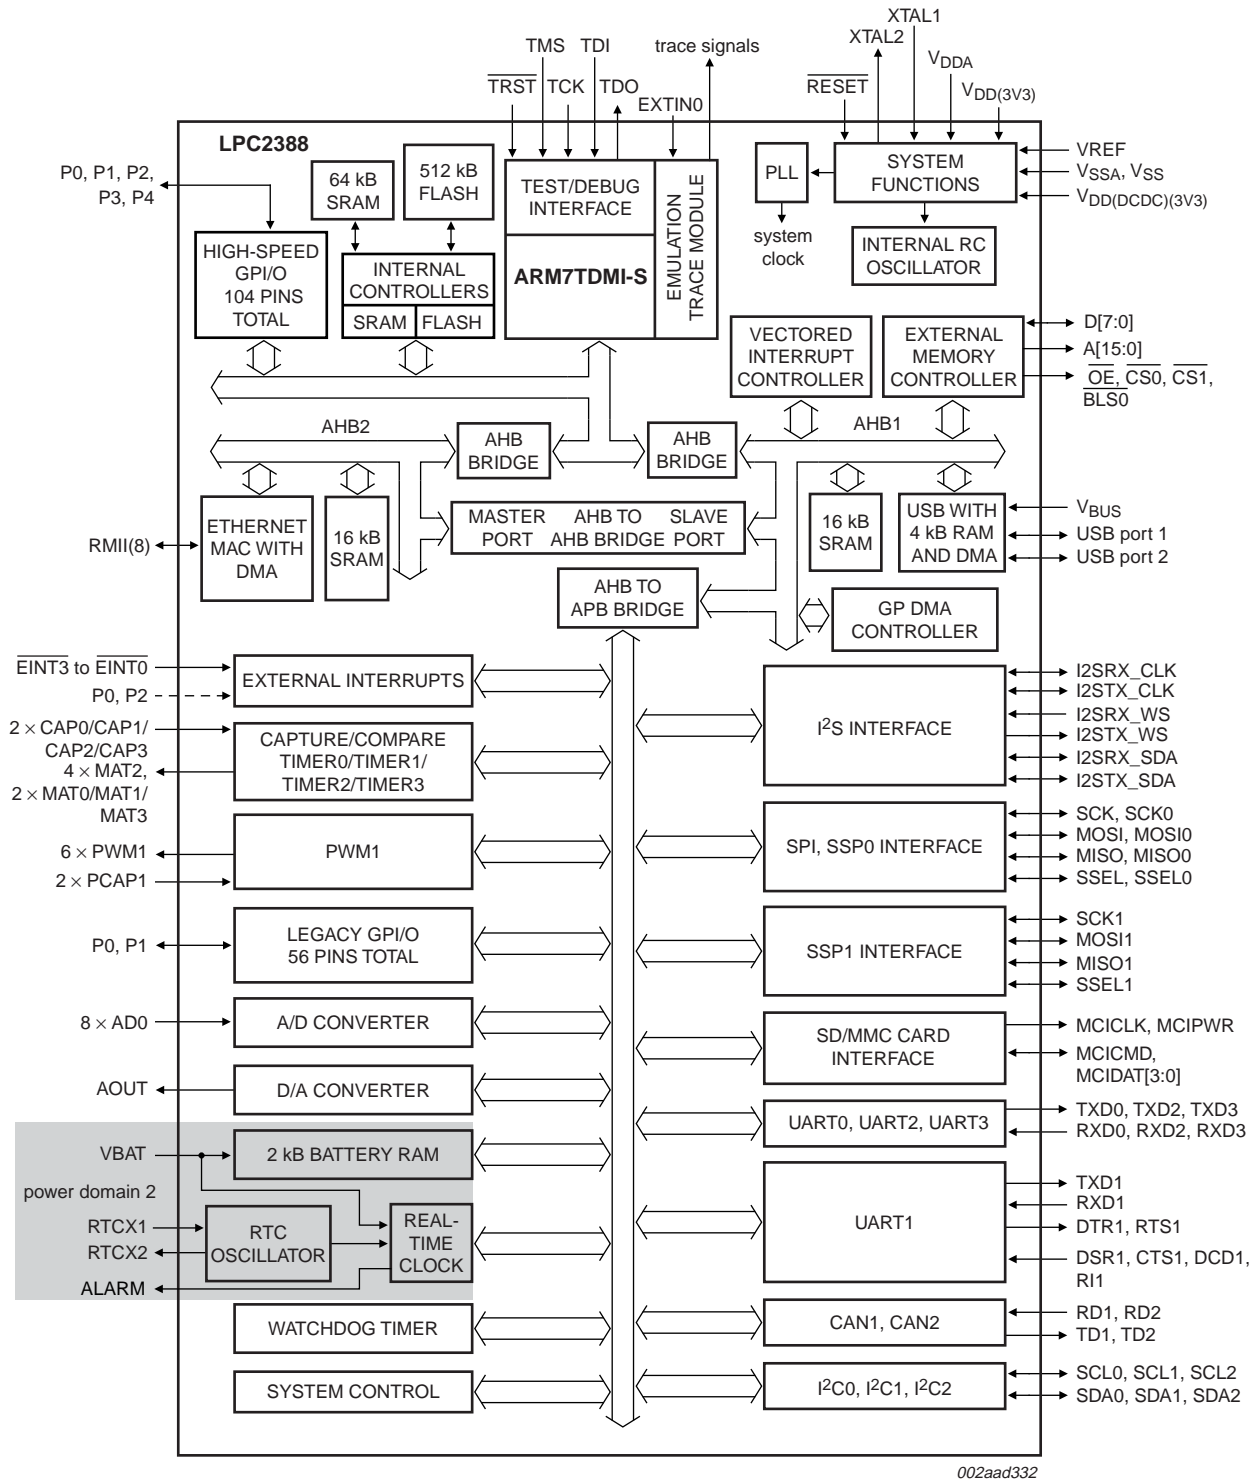 XTAL1
XTAL2
TMS TDI
trace signals
VDDA
TRST TCK TDO
RESET
VDD(3V3)
EXTIN0
LPC2388
P0, P1, P2,
P3, P4
64 kB
SRAM
512 kB
FLASH
TEST/DEBUG
INTERFACE
EMULATION
TRACE MODULE
PLL
SYSTEM
FUNCTIONS
VREF
VSSA, VSS
VDD(DCDC)(3V3)
system
clock
HIGH-SPEED
GPI/O
104 PINS
TOTAL
INTERNAL
CONTROLLERS
SRAM FLASH
ARM7TDMI-S
INTERNAL RC
OSCILLATOR
VECTORED
INTERRUPT
CONTROLLER
EXTERNAL
MEMORY
CONTROLLER
D[7:0]
A[15:0]
OE, CS0, CS1,
BLS0
AHB2
AHB
BRIDGE
AHB
BRIDGE
AHB1
ETHERNET
MAC WITH
DMA
16 kB
SRAM
MASTER
PORT
AHB TO
AHB BRIDGE
SLAVE
PORT
16 kB
SRAM
USB WITH
4 kB RAM
AND DMA
VBUS
USB port 1
USB port 2
RMII(8)
AHB TO
APB BRIDGE
GP DMA
CONTROLLER
EINT3 to EINT0
P0, P2
EXTERNAL INTERRUPTS
I2S INTERFACE
I2SRX_CLK
I2STX_CLK
I2SRX_WS
I2STX_WS
I2SRX_SDA
I2STX_SDA
2 × CAP0/CAP1/
CAP2/CAP3
4 × MAT2,
2 × MAT0/MAT1/
MAT3
CAPTURE/COMPARE
TIMER0/TIMER1/
TIMER2/TIMER3
6 × PWM1
2 × PCAP1
PWM1
SPI, SSP0 INTERFACE
SCK, SCK0
MOSI, MOSI0
MISO, MISO0
SSEL, SSEL0
P0, P1
LEGACY GPI/O
56 PINS TOTAL
SSP1 INTERFACE
SCK1
MOSI1
MISO1
SSEL1
8 × AD0
A/D CONVERTER
SD/MMC CARD
INTERFACE
MCICLK, MCIPWR
MCICMD,
MCIDAT[3:0]
AOUT
D/A CONVERTER
UART0, UART2, UART3
TXD0, TXD2, TXD3
RXD0, RXD2, RXD3
VBAT
2 kB BATTERY RAM
power domain 2
RTCX1
RTCX2
RTC
OSCILLATOR
REAL-
TIME
CLOCK
ALARM
UART1
TXD1
RXD1
DTR1, RTS1
DSR1, CTS1, DCD1,
RI1
WATCHDOG TIMER
CAN1, CAN2
RD1, RD2
TD1, TD2
SYSTEM CONTROL
I2C0, I2C1, I2C2
SCL0, SCL1, SCL2
SDA0, SDA1, SDA2
002aad332